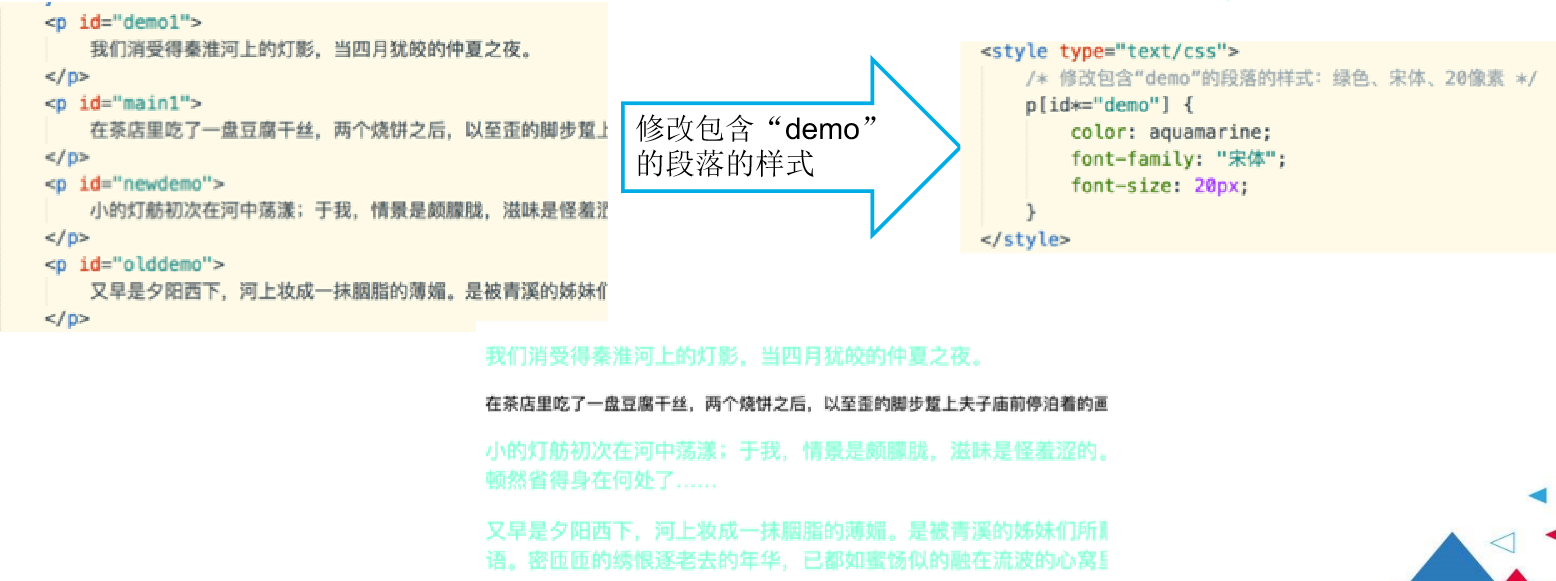 <p id="demo1">
我们消受得秦淮河上的灯影，当四月犹皎的仲夏之夜。
</p>
<p id="main1">
在茶店里吃了一盘豆腐干丝，两个烧饼之后，以至歪的脚步踅上
</p>
<p id="newdemo">
小的灯舫初次在河中荡漾；于我，情景是颇朦胧，滋味是怪羞涩
</p>
<p id="olddemo">
又早是夕阳西下，河上妆成一抹胭脂的薄媚。是被青溪的姊妹们
</p>
修改包含“demo”
的段落的样式
<style type="text/css">
/* 修改包含“demo”的段落的样式：绿色、宋体、20像素 */
p[id*="demo"] {
color: aquamarine;
font-family: "宋体";
font-size: 20px;
}
</style>
我们消受得秦淮河上的灯影，当四月犹皎的仲夏之夜。
在茶店里吃了一盘豆腐干丝，两个烧饼之后，以至歪的脚步踅上夫子庙前停泊着的画
小的灯舫初次在河中荡漾；于我，情景是颇朦胧，滋味是怪羞涩的。
顿然省得身在何处了……
又早是夕阳西下，河上妆成一抹胭脂的薄媚。是被青溪的姊妹们所
语。密匝匝的绣恨逐老去的年华，已都如蜜饧似的融在流波的心窝里